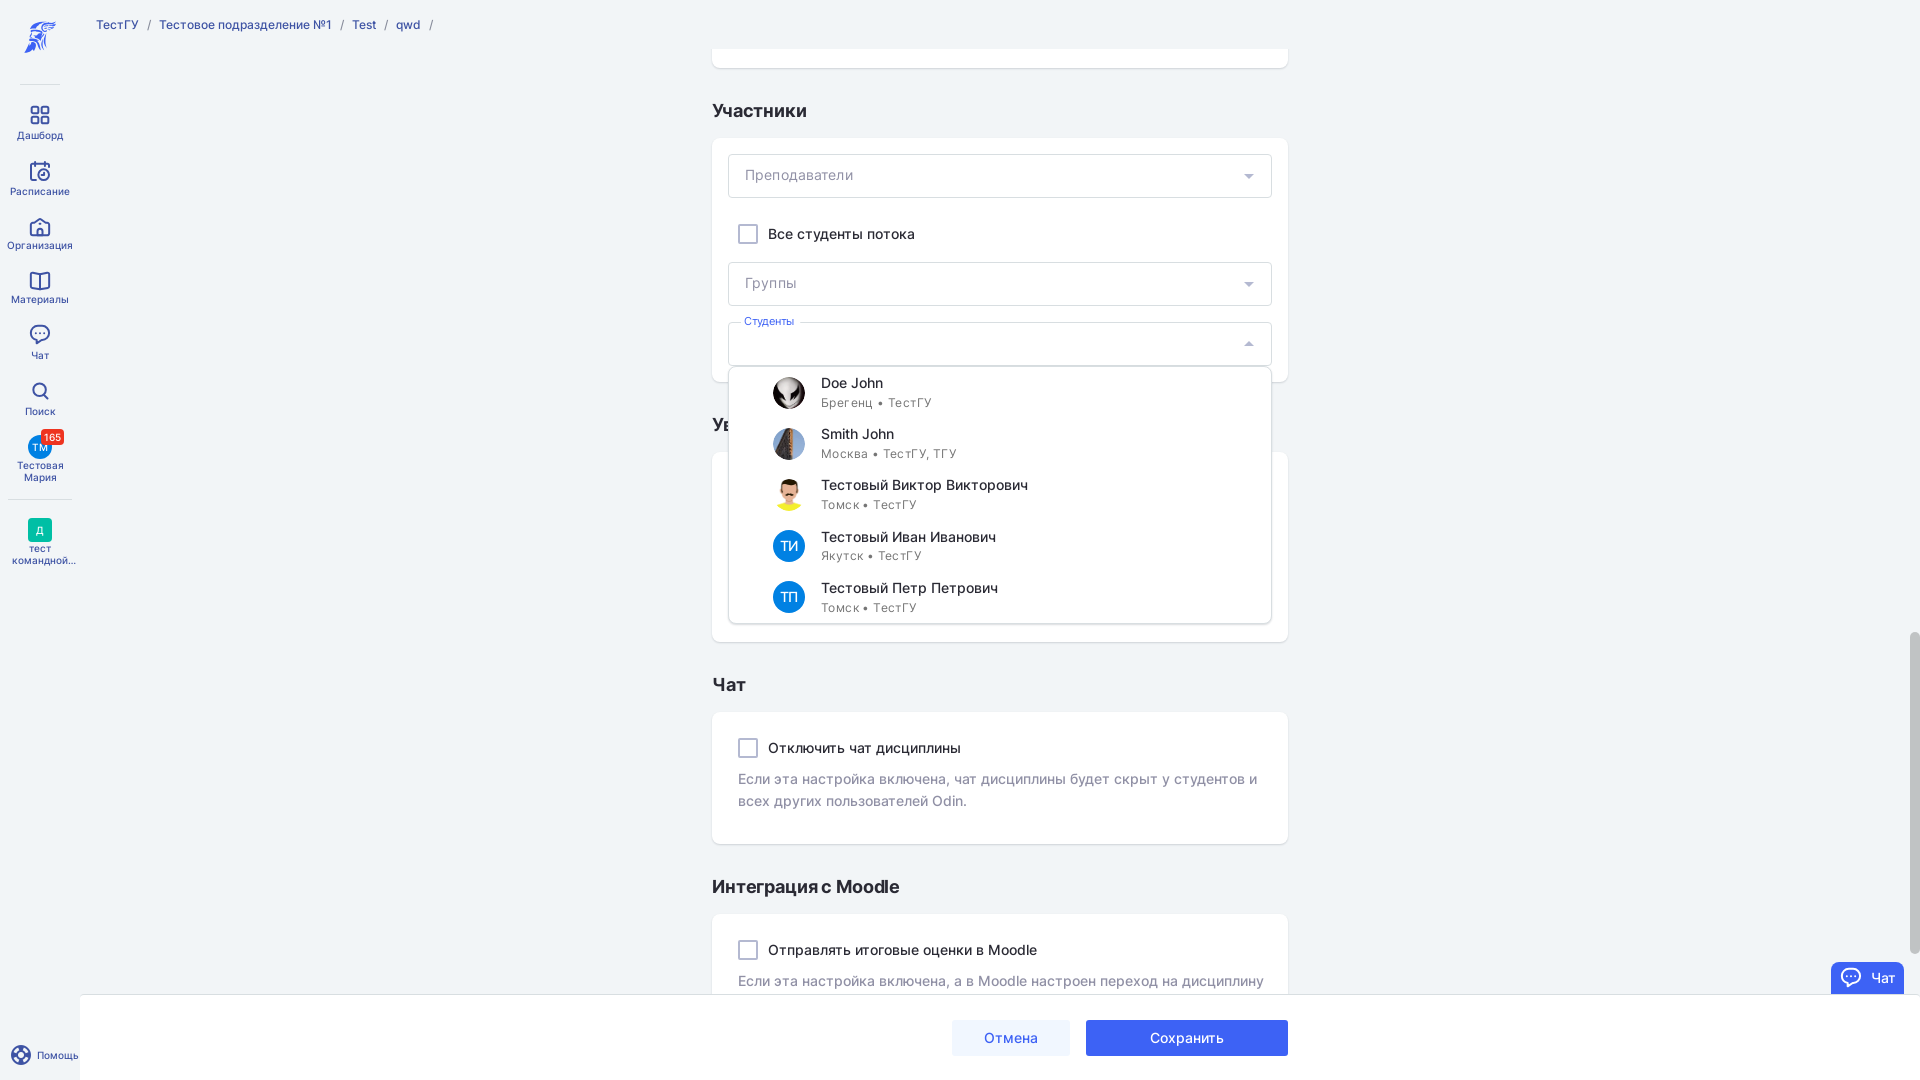 ТестГУ / Тестовое подразделение №1 / Test / qwd /
Дашборд
Расписание
Организация
Материалы
Чат
Поиск
ТМ
165
Тестовая
Мария
Д
тест
командной...
Помощь
Участники
Преподаватели
Все студенты потока
Группы
Студенты
Doe John
Брегенц • ТестГУ
Smith John
Москва • ТестГУ, ТГУ
Тестовый Виктор Викторович
Томск • ТестГУ
ТИ
Тестовый Иван Иванович
Якутск • ТестГУ
ТП
Тестовый Петр Петрович
Томск • ТестГУ
Чат
Отключить чат дисциплины
Если эта настройка включена, чат дисциплины будет скрыт у студентов и
всех других пользователей Odin.
Интеграция с Moodle
Отправлять итоговые оценки в Moodle
Если эта настройка включена, а в Moodle настроен переход на дисциплину
Чат
Отмена
Сохранить